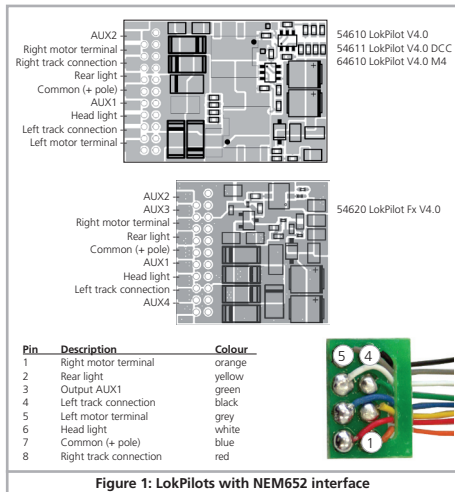 AUX2
Right motor terminal
Right track connection
Rear light
Common (+ pole)
AUX1
Head light
Left track connection
Left motor terminal
54610 LokPilot V4.0
54611 LokPilot V4.0 DCC
64610 LokPilot V4.0 M4
+
AUX2
AUX3
Right motor terminal
Rear light
Common (+ pole)
AUX1
Head light
Left track connection
AUX4
54620 LokPilot Fx V4.0
+
Pin Description Colour
1 Right motor terminal orange
2 Rear light yellow
3 Output AUX1 green
4 Left track connection black
5 Left motor terminal grey
6 Head light white
7 Common (+ pole) blue
8 Right track connection red
5 4
1
Figure 1: LokPilots with NEM652 interface